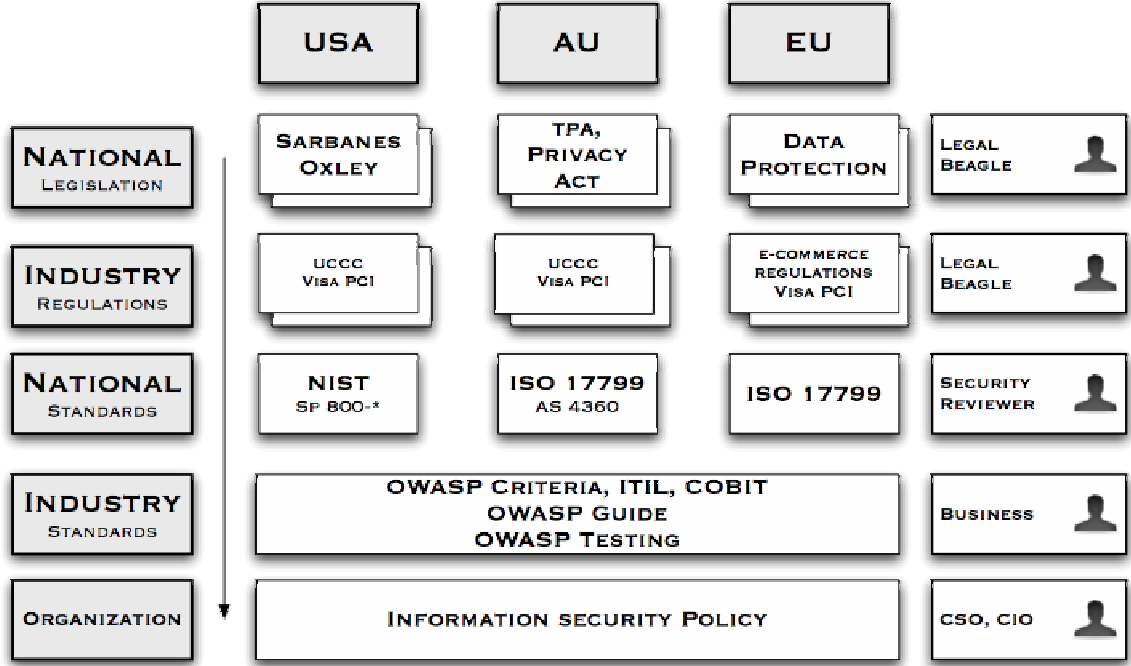 USA
AU
EU
National
Legislation
Sarbanes
Oxley
TPA,
Privacy
Act
Data
Protection
Legal
Beagle
Industry
Regulations
UCCC
Visa PCI
UCCC
Visa PCI
E-commerce
regulations
Visa PCI
Legal
Beagle
National
Standards
NIST
Sp 800-*
ISO 17799
AS 4360
ISO 17799
Security
Reviewer
Industry
Standards
OWASP Criteria, ITIL, COBIT
OWASP Guide
OWASP Testing
Business
Organization
Information security Policy
CSO, CIO